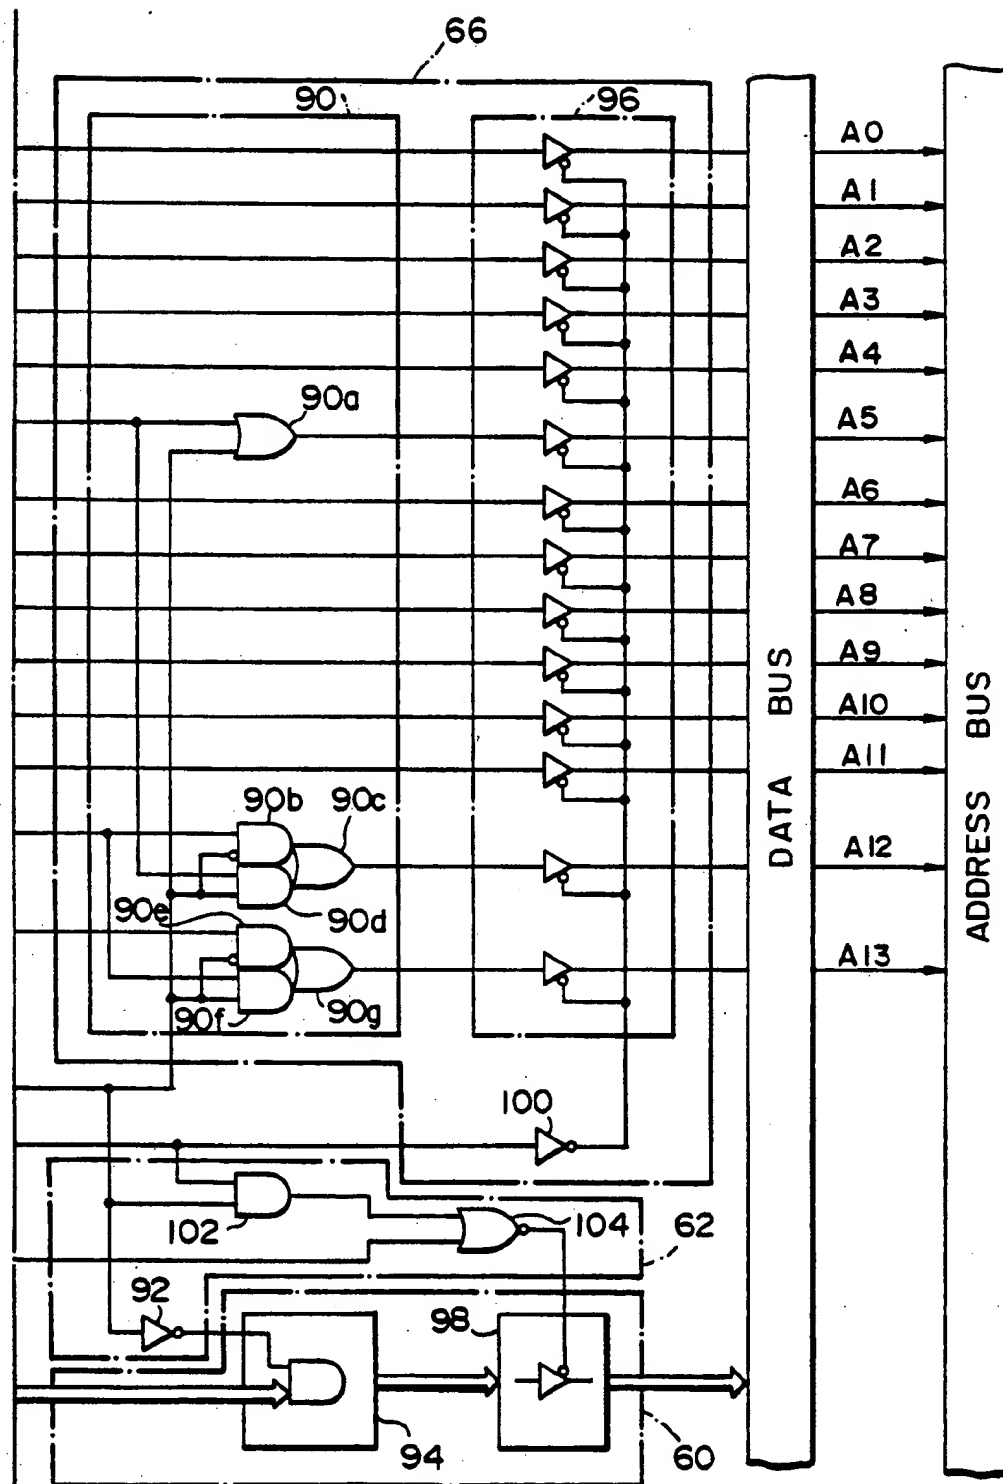 66
90
96
A0
A1
A2
A3
A4
90a
A5
A6
A7
A8
A9
A10
A11
90b
90c
A12
90e
90d
A13
90f
90g
DATA BUS
ADDRESS BUS
100
102
104
62
92
98
94
60